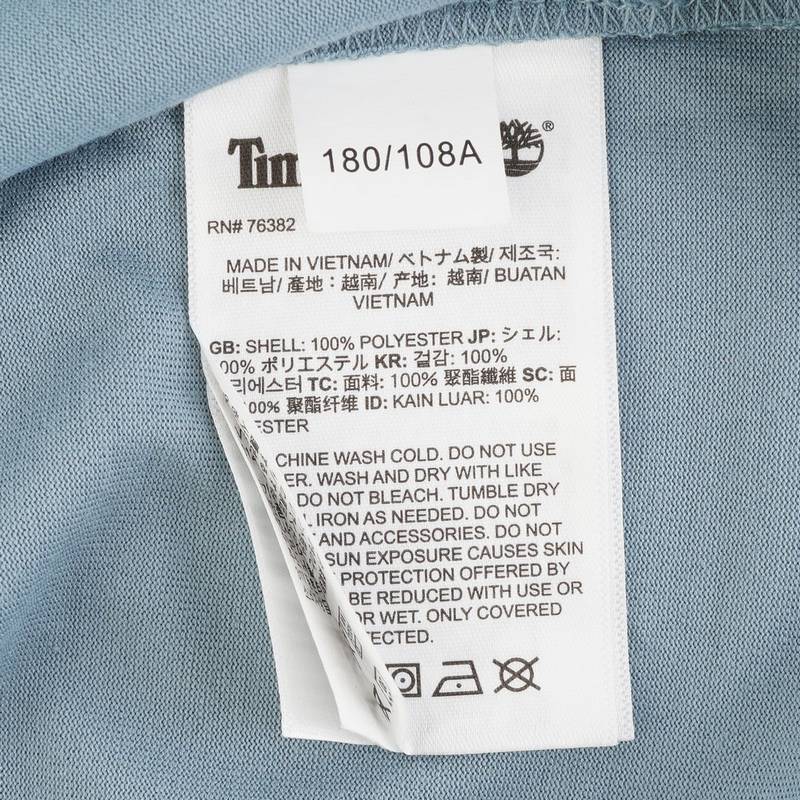 Tim
®
180/108A
RN# 76382
MADE IN VIETNAM/ ベトナム製/ 제조국:
베트남/ 產地：越南/ 产地：越南/ BUATAN
VIETNAM
GB: SHELL: 100% POLYESTER JP: シェル:
00% ポリエステル KR: 겉감: 100%
리에스터 TC: 面料: 100% 聚酯纖維 SC: 面
100% 聚酯纤维 ID: KAIN LUAR: 100%
ESTER
CHINE WASH COLD. DO NOT USE
ER. WASH AND DRY WITH LIKE
DO NOT BLEACH. TUMBLE DRY
. IRON AS NEEDED. DO NOT
AND ACCESSORIES. DO NOT
SUN EXPOSURE CAUSES SKIN
PROTECTION OFFERED BY
BE REDUCED WITH USE OR
OR WET. ONLY COVERED
TECTED.